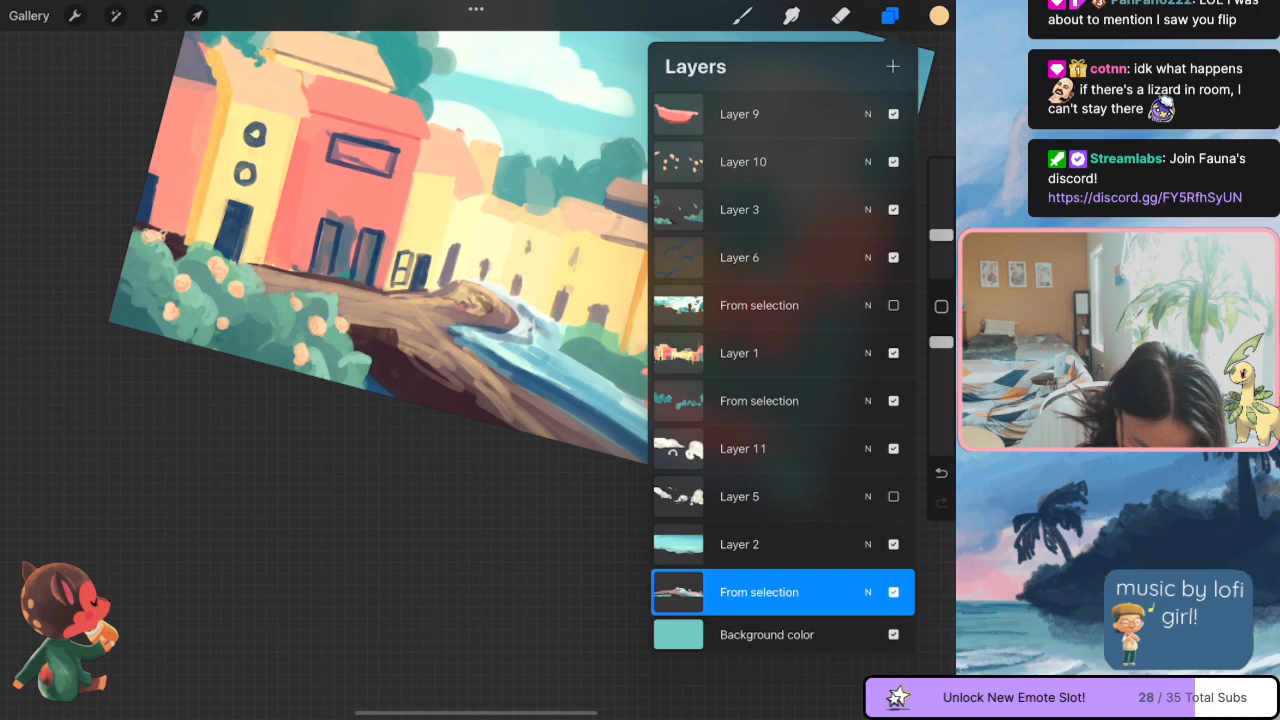 Gallery
Layers
Layer 9 N
Layer 10 N
Layer 3 N
Layer 6 N
From selection N
Layer 1 N
From selection N
Layer 11 N
Layer 5 N
Layer 2 N
From selection N
Background color
about to mention I saw you flip
cotnn: idk what happens
if there's a lizard in room, I
can't stay there
Streamlabs: Join Fauna's
discord!
https://discord.gg/FY5RfhSyUN
music by lofi
girl!
Unlock New Emote Slot! 28 / 35 Total Subs